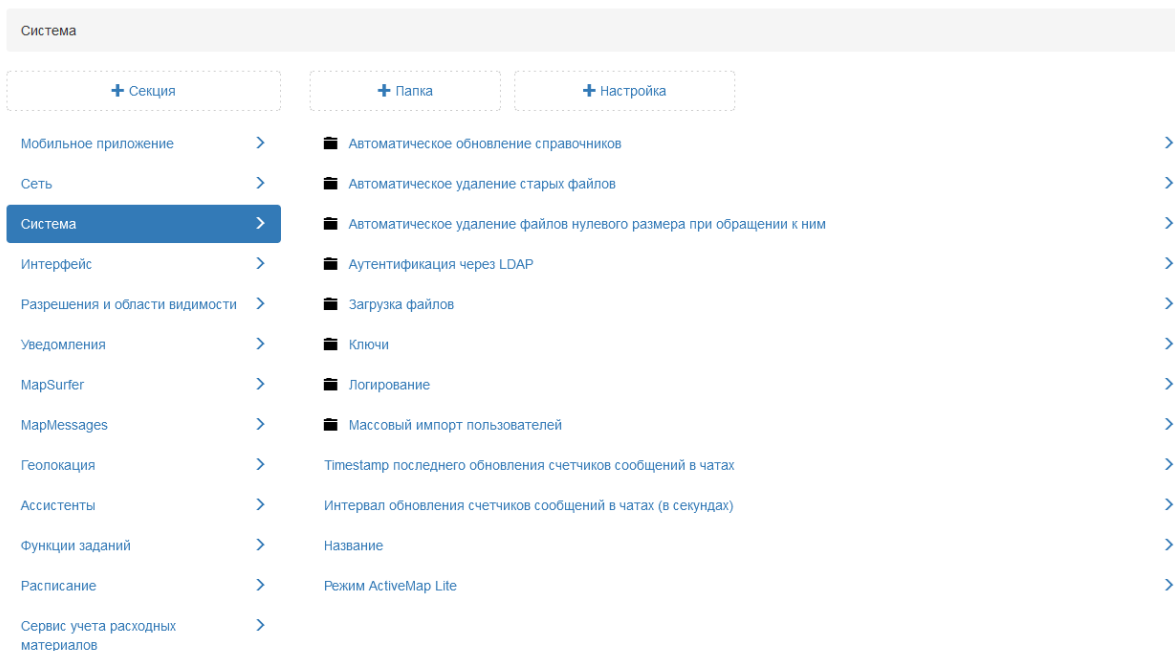 Система
Секция
Папка
Настройка
Мобильное приложение
Сеть
Система
Интерфейс
Разрешения и области видимости
Уведомления
MapSurfer
MapMessages
Геолокация
Ассистенты
Функции заданий
Расписание
Сервис учета расходных
материалов
Автоматическое обновление справочников
Автоматическое удаление старых файлов
Автоматическое удаление файлов нулевого размера при обращении к ним
Аутентификация через LDAP
Загрузка файлов
Ключи
Логирование
Массовый импорт пользователей
Timestamp последнего обновления счетчиков сообщений в чатах
Интервал обновления счетчиков сообщений в чатах (в секундах)
Название
Режим ActiveMap Lite